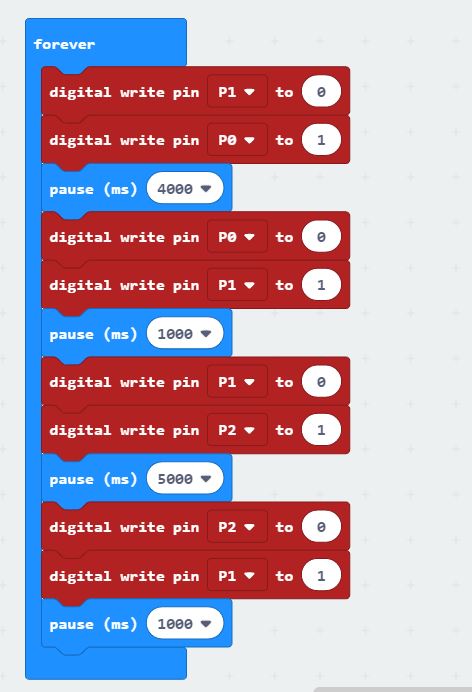 forever
digital write pin P1 to 0
digital write pin P0 to 1
pause (ms) 4000
digital write pin P0 to 0
digital write pin P1 to 1
pause (ms) 1000
digital write pin P1 to 0
digital write pin P2 to 1
pause (ms) 5000
digital write pin P2 to 0
digital write pin P1 to 1
pause (ms) 1000